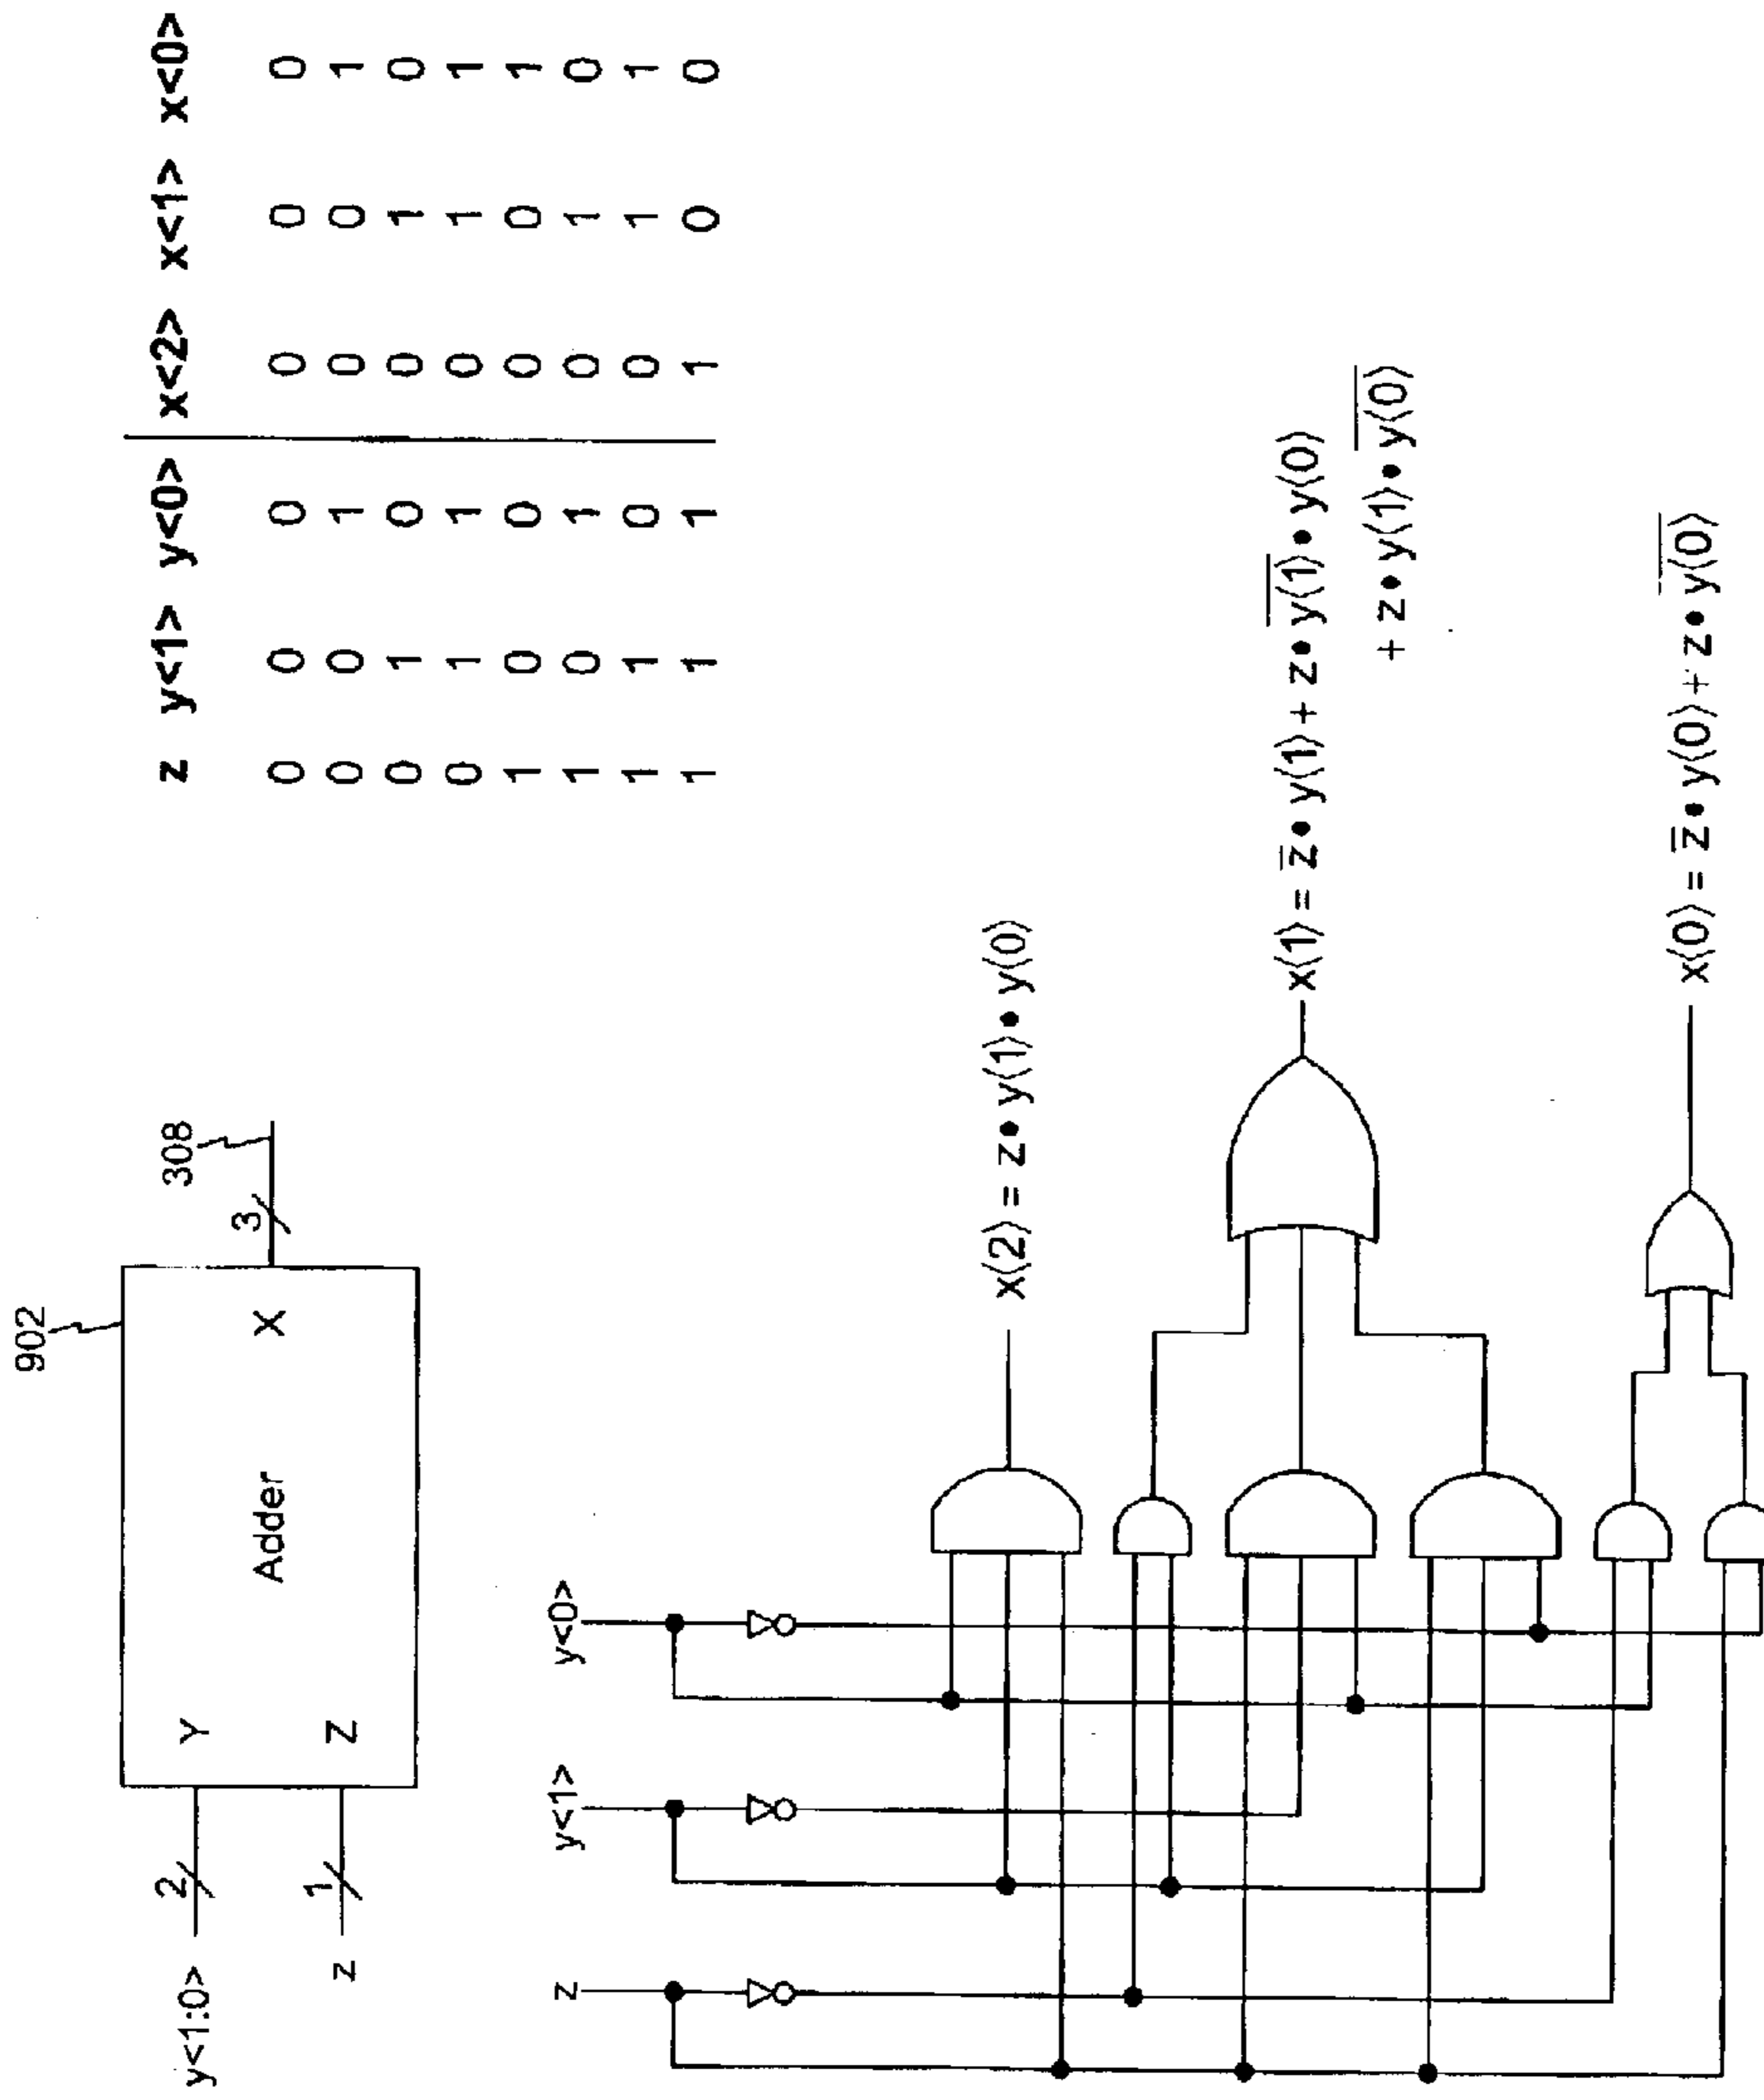 902
308
y<1:0>
2
Y
Adder
X
3
z
1
Z
z y<1> y<0> x<2> x<1> x<0>
0 0 0 0 0 0
0 0 1 0 0 1
0 1 0 0 1 0
0 1 1 0 1 1
1 0 0 0 0 1
1 0 1 0 1 0
1 1 0 0 1 1
1 1 1 1 0 0
z y<1> y<0>
x⟨2⟩ = z • y⟨1⟩ • y⟨0⟩
x⟨1⟩ = z̅ • y⟨1⟩ + z • y̅⟨̅1̅⟩̅ • y⟨0⟩
+ z • y⟨1⟩ • y̅⟨̅0̅⟩̅
x⟨0⟩ = z̅ • y⟨0⟩ + z • y̅⟨̅0̅⟩̅